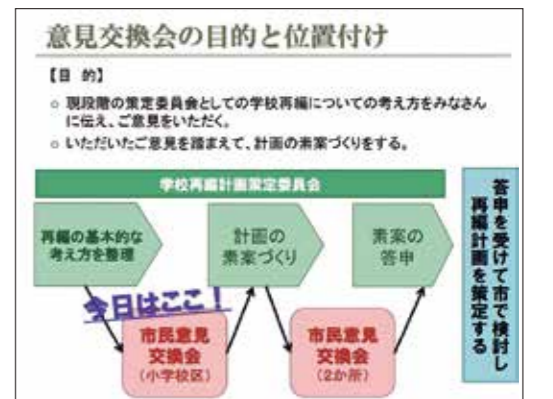 意見交換会の目的と位置付け
【目 的】
○ 現段階の策定委員会としての学校再編についての考え方をみなさん
に伝え、ご意見をいただく。
○ いただいたご意見を踏まえて、計画の素案づくりをする。
学校再編計画策定委員会
再編の基本的な
考え方を整理
計画の
素案づくり
素案の
答申
今日はここ!
市民意見
交換会
(小学校区)
市民意見
交換会
(2か所)
答申を受けて市で検討し
再編計画を策定する